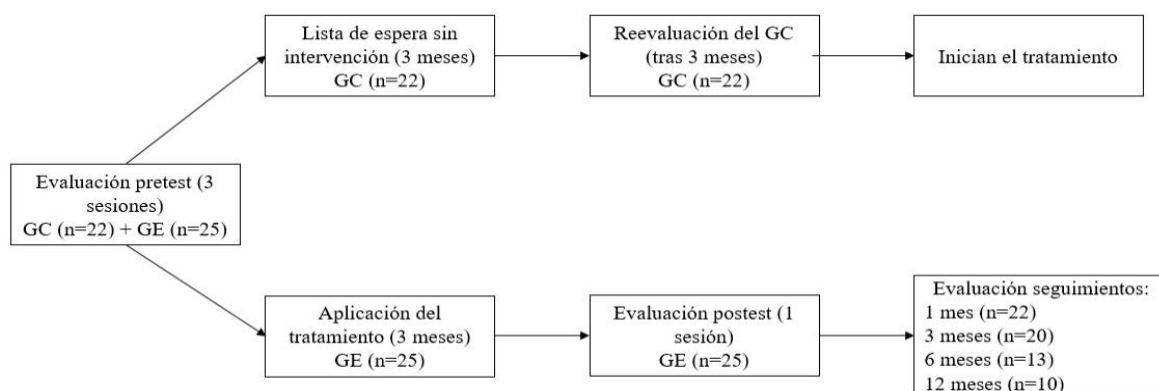 Lista de espera sin
intervención (3 meses)
GC (n=22)
Reevaluación del GC
(tras 3 meses)
GC (n=22)
Inician el tratamiento
Evaluación pretest (3
sesiones)
GC (n=22) + GE (n=25)
Aplicación del
tratamiento (3 meses)
GE (n=25)
Evaluación postest (1
sesión)
GE (n=25)
Evaluación seguimientos:
1 mes (n=22)
3 meses (n=20)
6 meses (n=13)
12 meses (n=10)